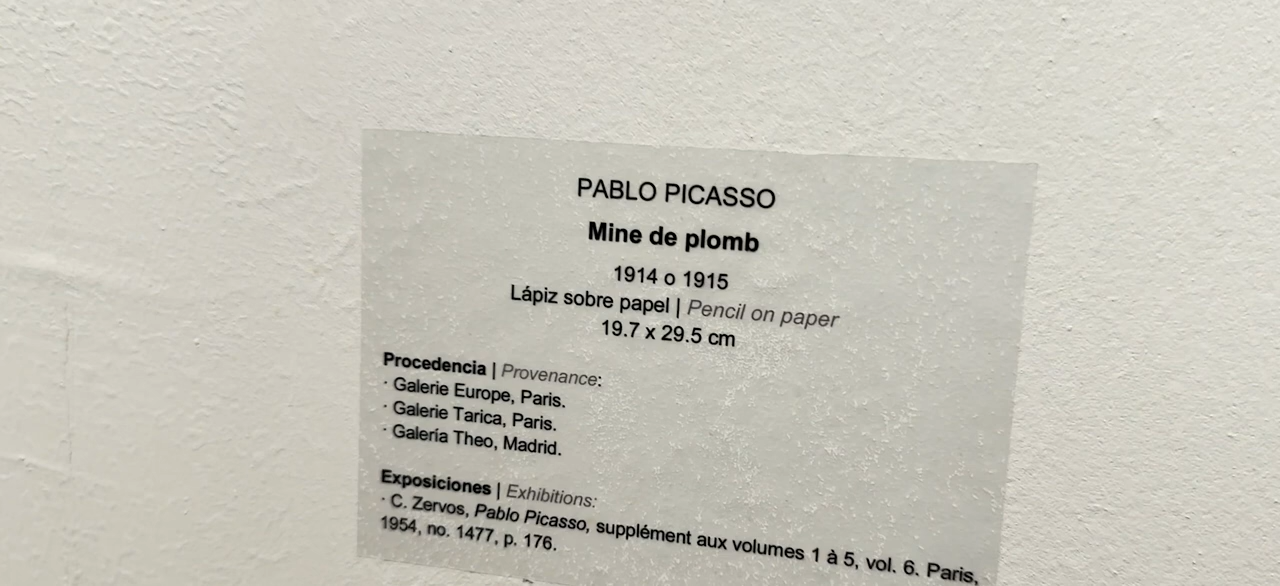 PABLO PICASSO
Mine de plomb
1914 o 1915
Lápiz sobre papel | Pencil on paper
19.7 x 29.5 cm
Procedencia | Provenance:
· Galerie Europe, Paris.
· Galerie Tarica, Paris.
· Galería Theo, Madrid.
Exposiciones | Exhibitions:
· C. Zervos, Pablo Picasso, supplément aux volumes 1 à 5, vol. 6. Paris,
1954, no. 1477, p. 176.